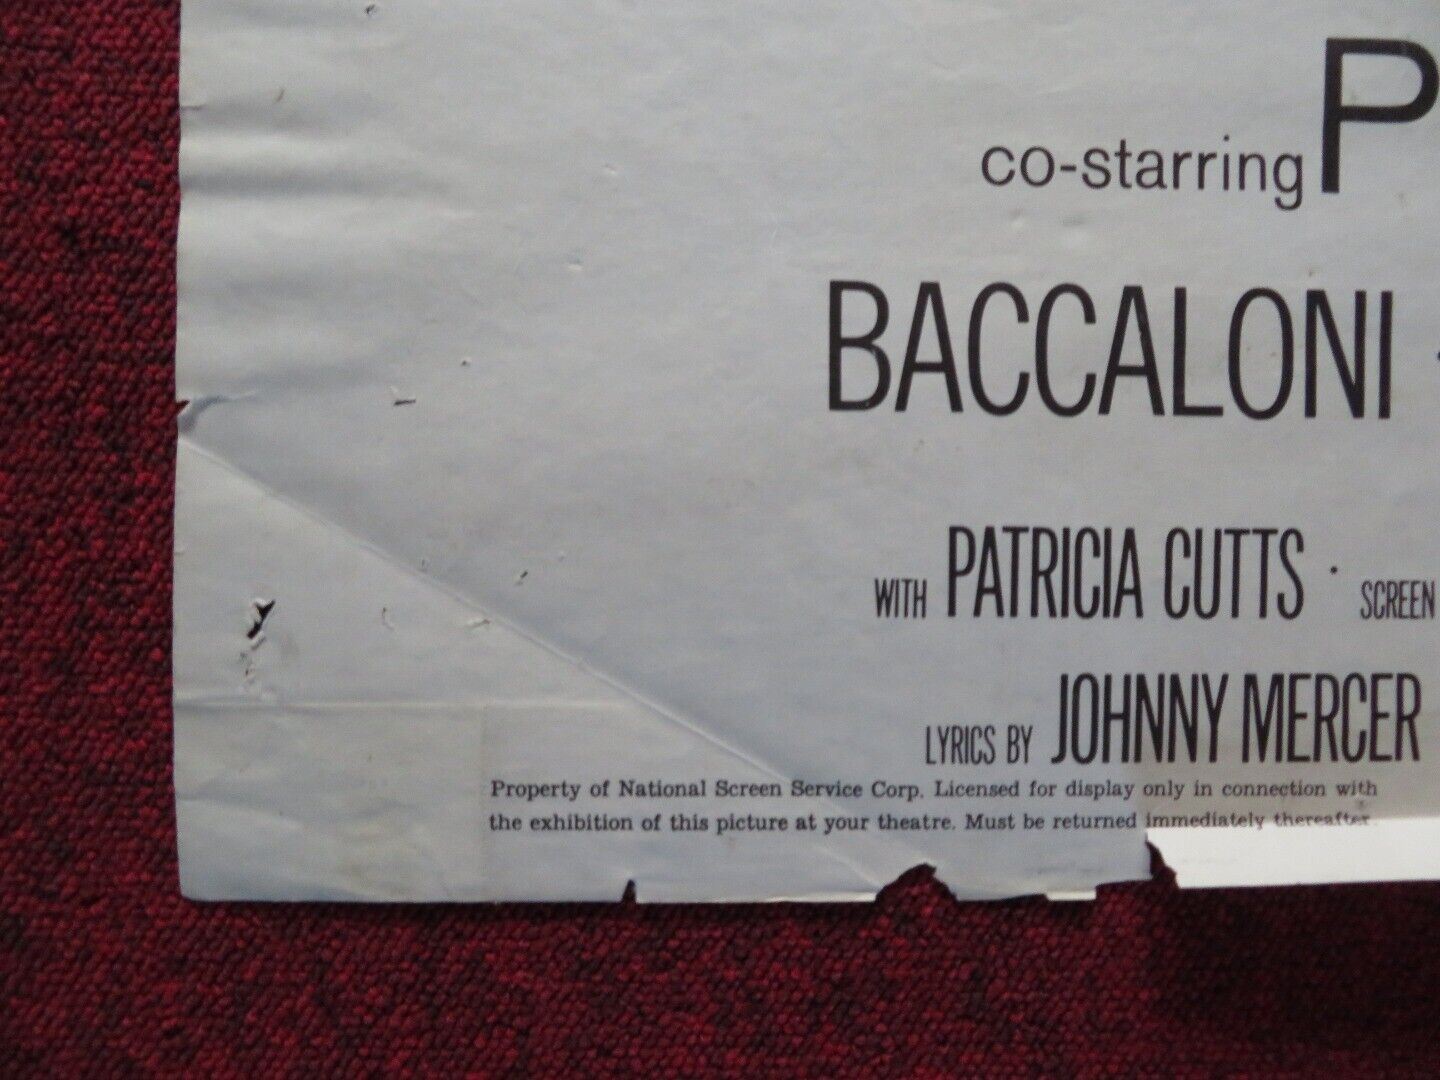 co-starring P
BACCALONI ·
WITH PATRICIA CUTTS · SCREEN
LYRICS BY JOHNNY MERCER
Property of National Screen Service Corp. Licensed for display only in connection with
the exhibition of this picture at your theatre. Must be returned immediately thereafter.